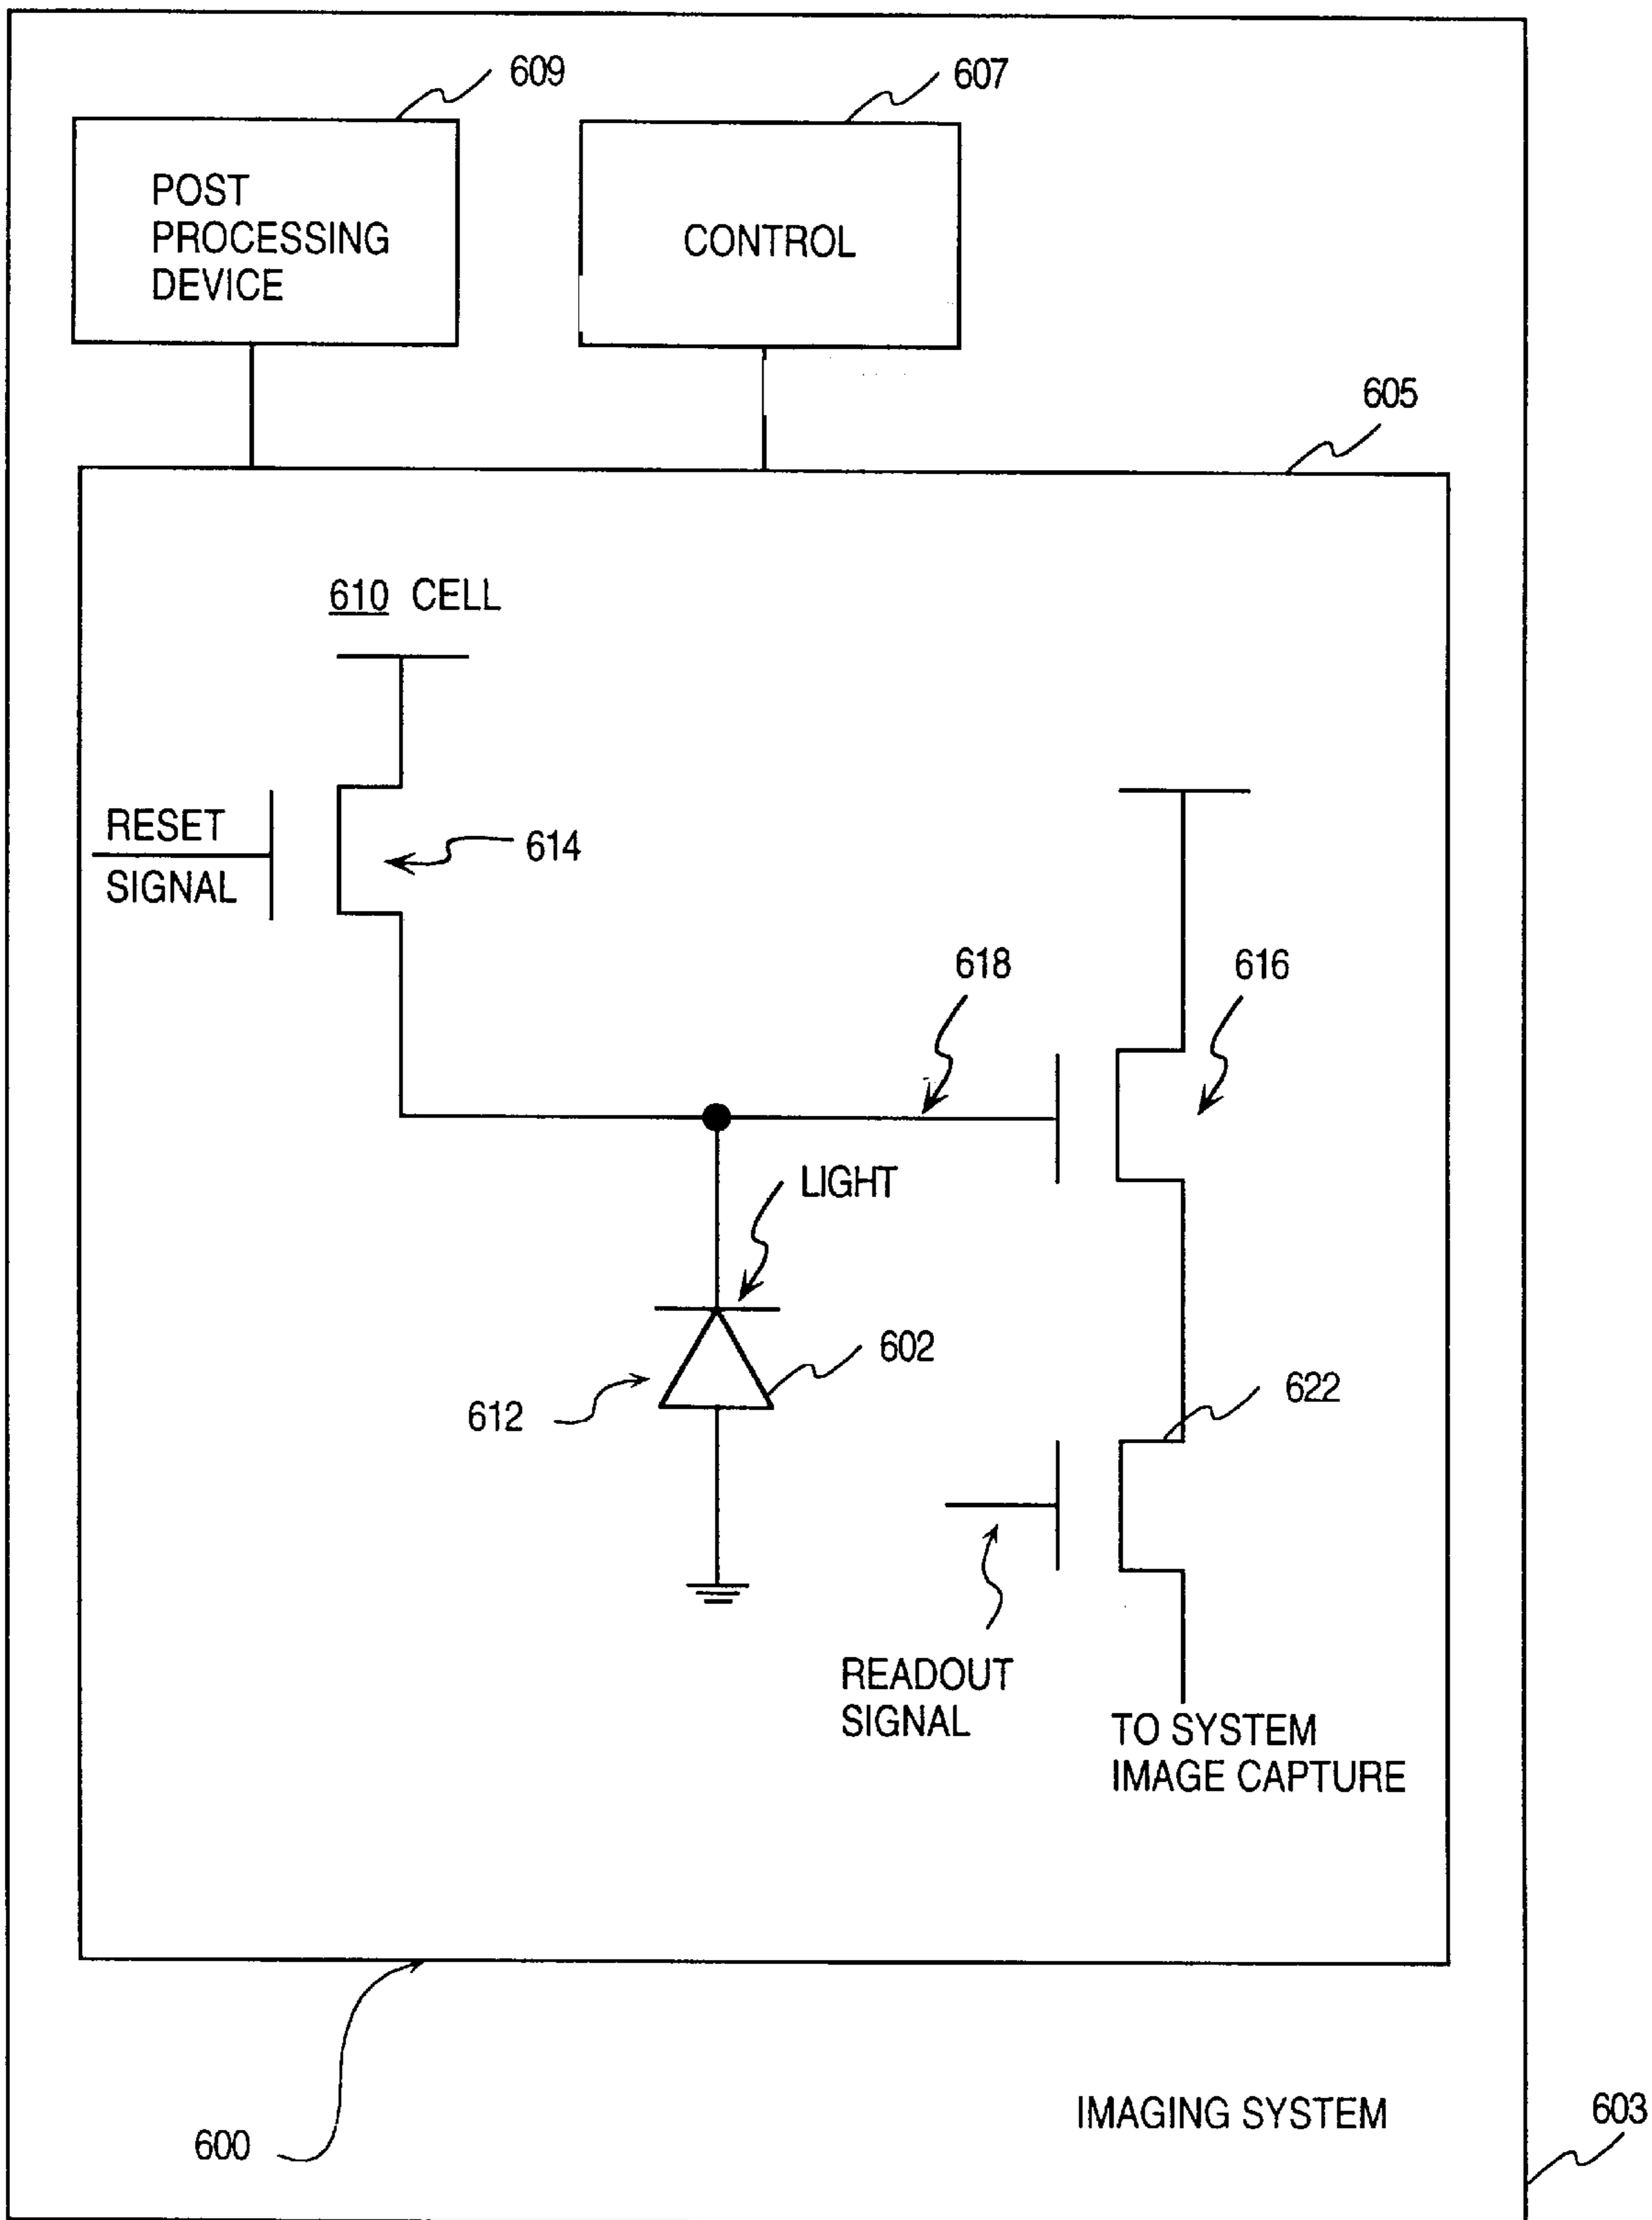 609
607
POST
PROCESSING
DEVICE
CONTROL
605
610 CELL
RESET
SIGNAL
614
618
616
LIGHT
602
612
622
READOUT
SIGNAL
TO SYSTEM
IMAGE CAPTURE
IMAGING SYSTEM
603
600